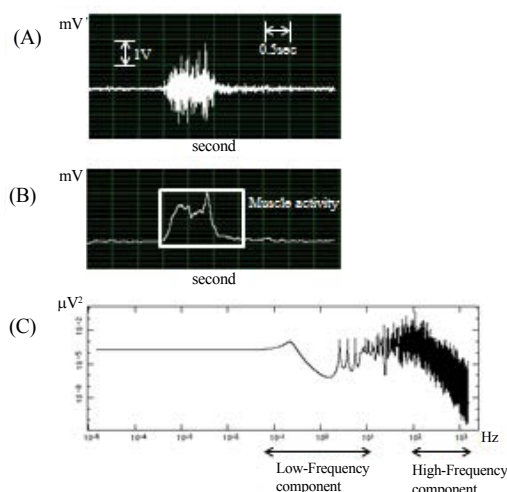 (A)
mV
1V
0.5sec
second
(B)
mV
Muscle activity
second
(C)
μV²
Hz
Low-Frequency
component
High-Frequency
component